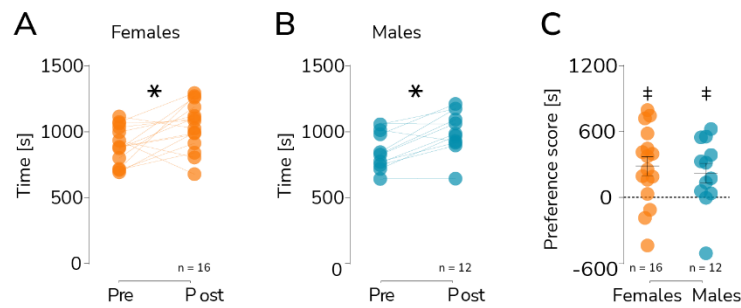 A
Females
Time [s]
1500
1000
500
0
*
n = 16
Pre
Post
B
Males
Time [s]
1500
1000
500
0
*
n = 12
Pre
Post
C
Preference score [s]
1200
600
0
-600
‡
‡
n = 16
n = 12
Females
Males